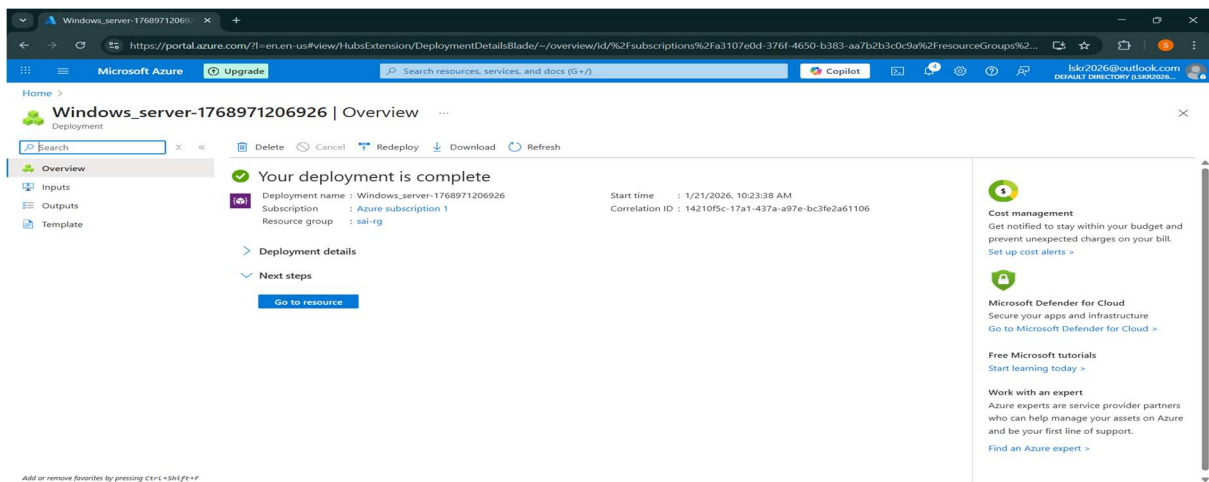 Windows_server-17689712069
https://portal.azure.com/?l=en.en-us#view/HubsExtension/DeploymentDetailsBlade/~/overview/id/%2Fsubscriptions%2Fa3107e0d-376f-4650-b383-aa7b2b3c0c9a%2FresourceGroups%2...
G
Microsoft Azure
Upgrade
Search resources, services, and docs (G+/)
Copilot
4
lskr2026@outlook.com
DEFAULT DIRECTORY (LSKR2026...
Home >
Windows_server-1768971206926 | Overview ...
Deployment
Search
Delete Cancel Redeploy Download Refresh
Overview
Inputs
Outputs
Template
Your deployment is complete
Deployment name : Windows_server-1768971206926
Subscription : Azure subscription 1
Resource group : sai-rg
Start time : 1/21/2026, 10:23:38 AM
Correlation ID : 14210f5c-17a1-437a-a97e-bc3fe2a61106
Deployment details
Next steps
Go to resource
Cost management
Get notified to stay within your budget and
prevent unexpected charges on your bill.
Set up cost alerts >
Microsoft Defender for Cloud
Secure your apps and infrastructure
Go to Microsoft Defender for Cloud >
Free Microsoft tutorials
Start learning today >
Work with an expert
Azure experts are service provider partners
who can help manage your assets on Azure
and be your first line of support.
Find an Azure expert >
Add or remove favorites by pressing Ctrl+Shift+F